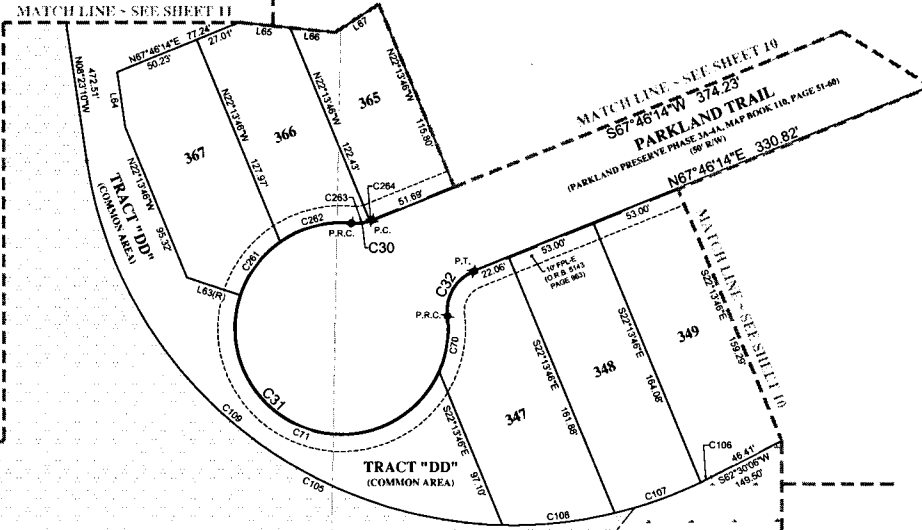 MATCH LINE ~ SEE SHEET 11
N08°23'10"W
472.51'
N67°46'14"E 77.24'
50.23'
27.01'
L65
L66
L67
L64
367
366
365
N22°13'46"W
95.32'
N22°13'46"W
127.97'
N22°13'46"W
122.43'
N22°13'46"W
115.80'
TRACT "DD"
(COMMON AREA)
MATCH LINE ~ SEE SHEET 10
S67°46'14"W 374.23'
PARKLAND TRAIL
(PARKLAND PRESERVE PHASE 3A-4A, MAP BOOK 110, PAGE 51-60)
(50' R/W)
N67°46'14"E 330.82'
C264
C263
C262
51.69'
P.R.C.
P.C.
C30
C261
L63(R)
P.T.
22.06'
53.00'
53.00'
10' FPL-E
(O.R.B. 5143
PAGE 963)
C32
P.R.C.
C70
C31
C71
C109
C105
TRACT "DD"
(COMMON AREA)
S22°13'46"E
97.10'
347
S22°13'46"E
161.88'
348
S22°13'46"E
164.08'
349
S22°13'46"E
159.29'
MATCH LINE ~ SEE SHEET 10
C106
46.41'
S62°30'06"W
149.50'
C107
C108